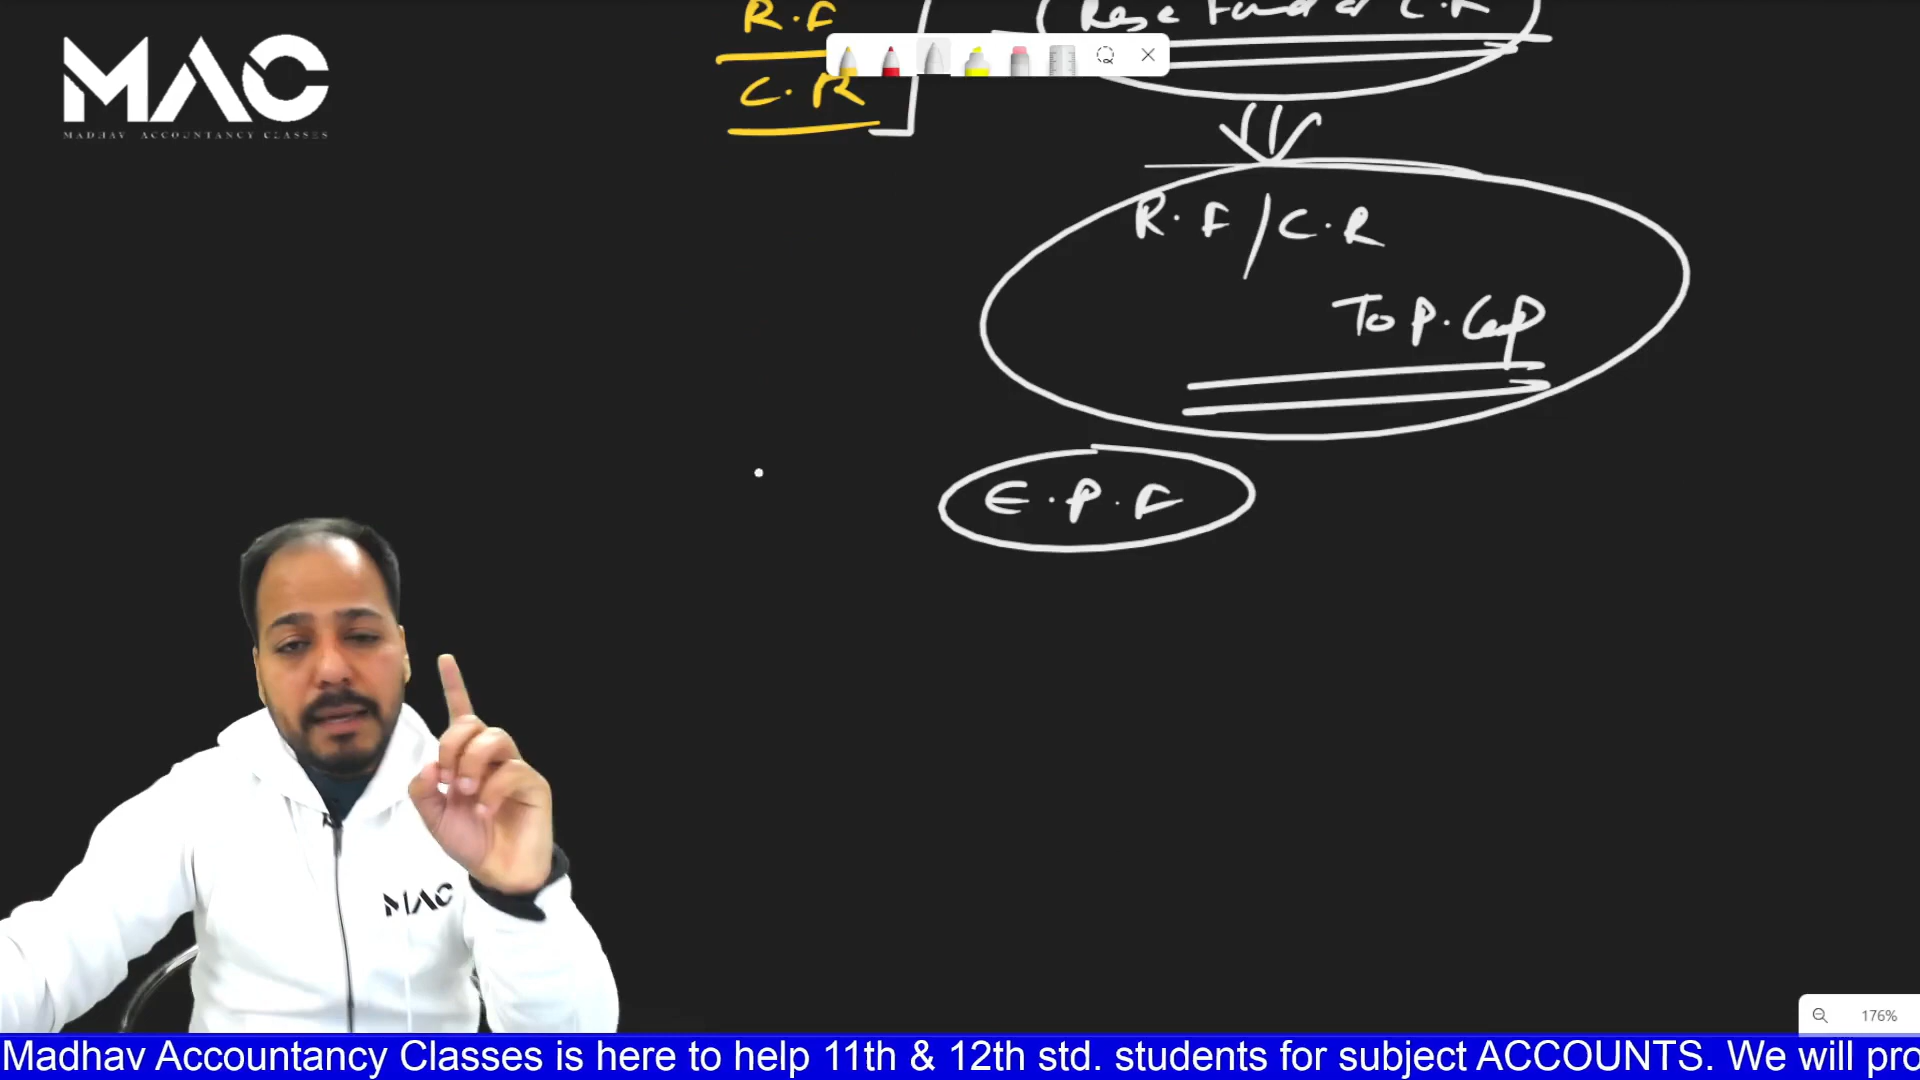 MAC
MADHAV ACCOUNTANCY CLASSES
R.F
C.R
R.F/C.R
To P. Cap
E.P.F
MAC
176%
Madhav Accountancy Classes is here to help 11th & 12th std. students for subject ACCOUNTS. We will pro